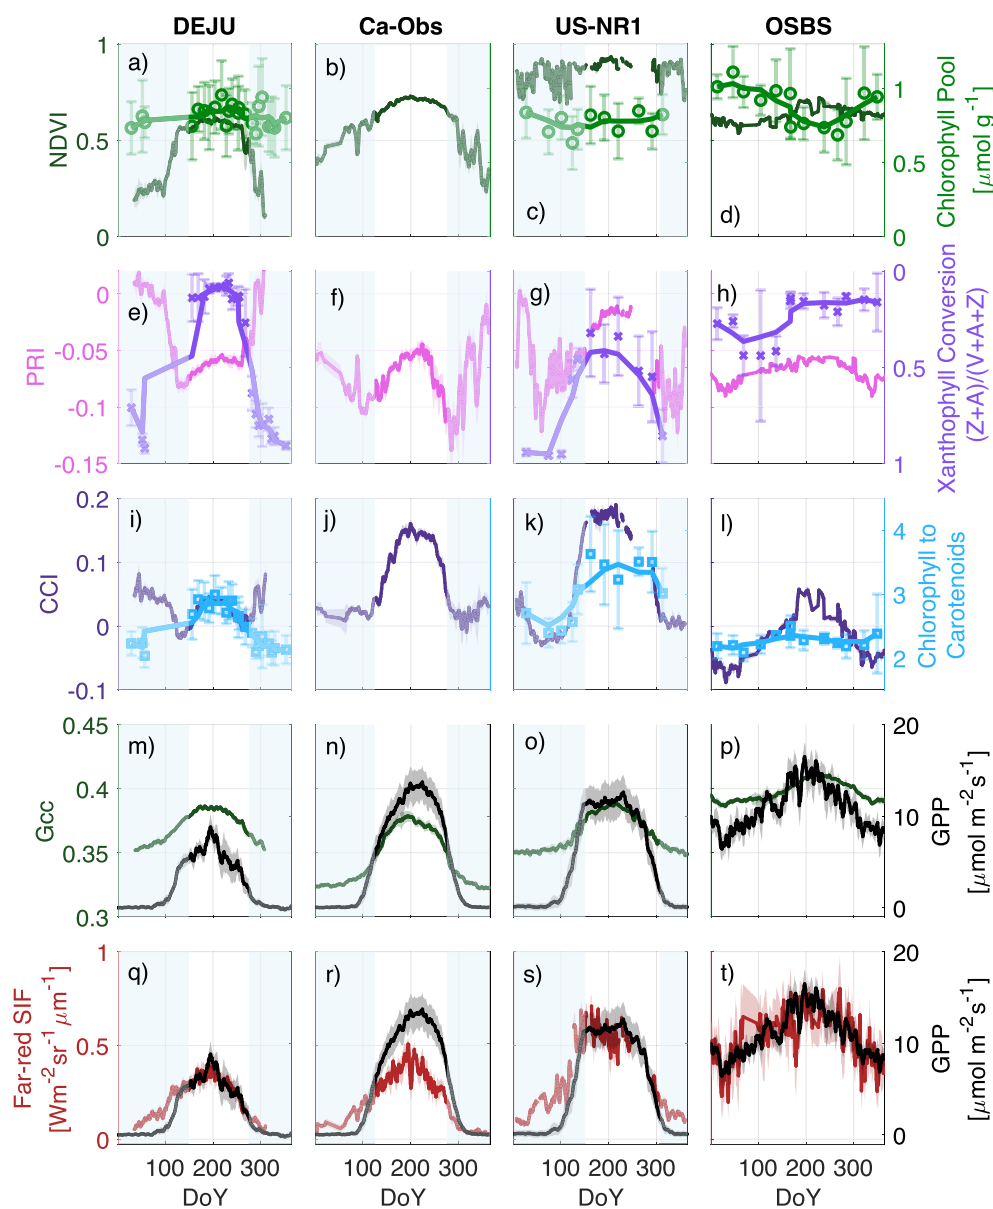 DEJU
Ca-Obs
US-NR1
OSBS
a)
b)
c)
d)
1
0.5
0
NDVI
1
0.5
0
Chlorophyll Pool
[μmol g⁻¹]
e)
f)
g)
h)
0
-0.05
-0.1
-0.15
PRI
0
0.5
1
Xanthophyll Conversion
(Z+A)/(V+A+Z)
i)
j)
k)
l)
0.2
0.1
0
-0.1
CCI
4
3
2
Chlorophyll to
Carotenoids
m)
n)
o)
p)
0.45
0.4
0.35
0.3
Gcc
20
10
0
GPP
[μmol m⁻²s⁻¹]
q)
r)
s)
t)
1
0.5
0
Far-red SIF
[Wm⁻²sr⁻¹μm⁻¹]
20
10
0
GPP
[μmol m⁻²s⁻¹]
100 200 300
100 200 300
100 200 300
100 200 300
DoY
DoY
DoY
DoY